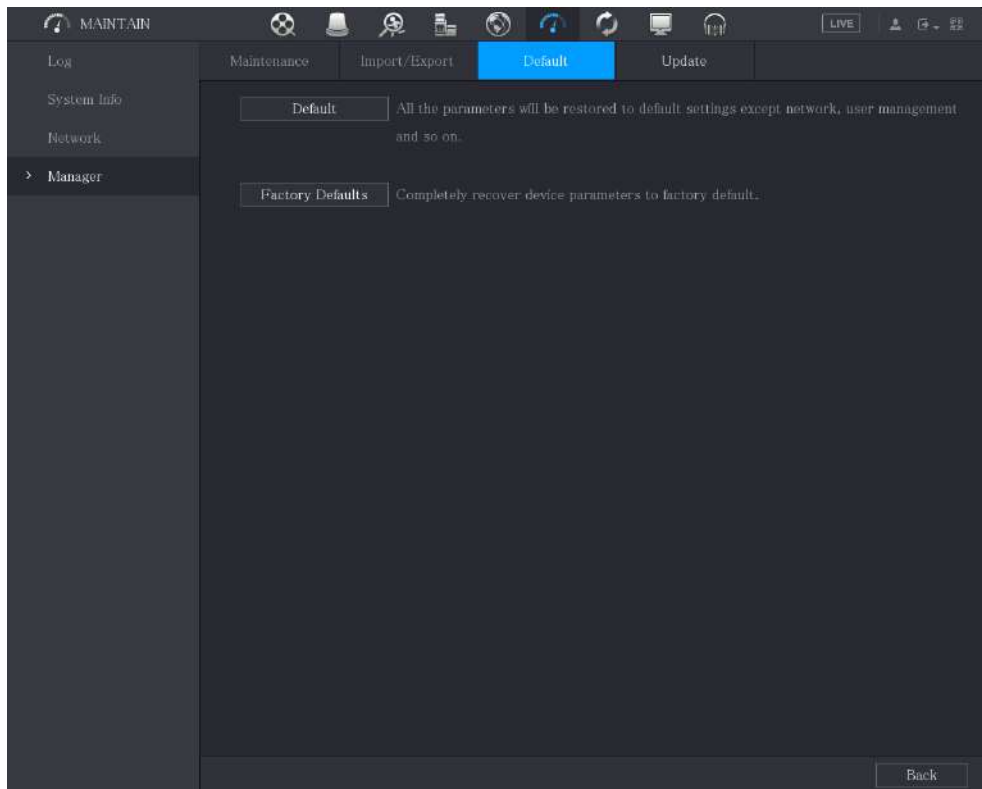 MAINTAIN
LIVE
Log
System Info
Network
Manager
Maintenance
Import/Export
Default
Update
Default
All the parameters will be restored to default settings except network, user management
and so on.
Factory Defaults
Completely recover device parameters to factory default.
Back